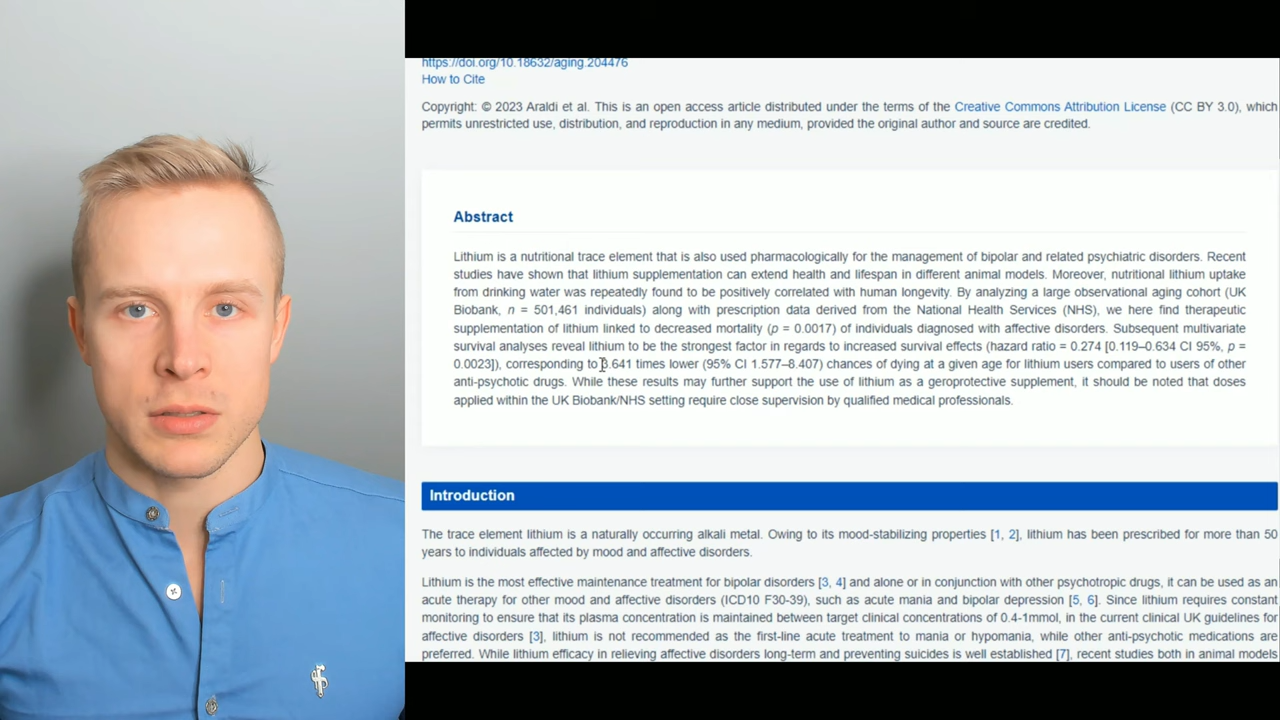 https://doi.org/10.18632/aging.204476
How to Cite
Copyright: © 2023 Araldi et al. This is an open access article distributed under the terms of the Creative Commons Attribution License (CC BY 3.0), which
permits unrestricted use, distribution, and reproduction in any medium, provided the original author and source are credited.
Abstract
Lithium is a nutritional trace element that is also used pharmacologically for the management of bipolar and related psychiatric disorders. Recent
studies have shown that lithium supplementation can extend health and lifespan in different animal models. Moreover, nutritional lithium uptake
from drinking water was repeatedly found to be positively correlated with human longevity. By analyzing a large observational aging cohort (UK
Biobank, n = 501,461 individuals) along with prescription data derived from the National Health Services (NHS), we here find therapeutic
supplementation of lithium linked to decreased mortality (p = 0.0017) of individuals diagnosed with affective disorders. Subsequent multivariate
survival analyses reveal lithium to be the strongest factor in regards to increased survival effects (hazard ratio = 0.274 [0.119–0.634 CI 95%, p =
0.0023]), corresponding to 3.641 times lower (95% CI 1.577–8.407) chances of dying at a given age for lithium users compared to users of other
anti-psychotic drugs. While these results may further support the use of lithium as a geroprotective supplement, it should be noted that doses
applied within the UK Biobank/NHS setting require close supervision by qualified medical professionals.
Introduction
The trace element lithium is a naturally occurring alkali metal. Owing to its mood-stabilizing properties [1, 2], lithium has been prescribed for more than 50
years to individuals affected by mood and affective disorders.
Lithium is the most effective maintenance treatment for bipolar disorders [3, 4] and alone or in conjunction with other psychotropic drugs, it can be used as an
acute therapy for other mood and affective disorders (ICD10 F30-39), such as acute mania and bipolar depression [5, 6]. Since lithium requires constant
monitoring to ensure that its plasma concentration is maintained between target clinical concentrations of 0.4-1mmol, in the current clinical UK guidelines for
affective disorders [3], lithium is not recommended as the first-line acute treatment to mania or hypomania, while other anti-psychotic medications are
preferred. While lithium efficacy in relieving affective disorders long-term and preventing suicides is well established [7], recent studies both in animal models